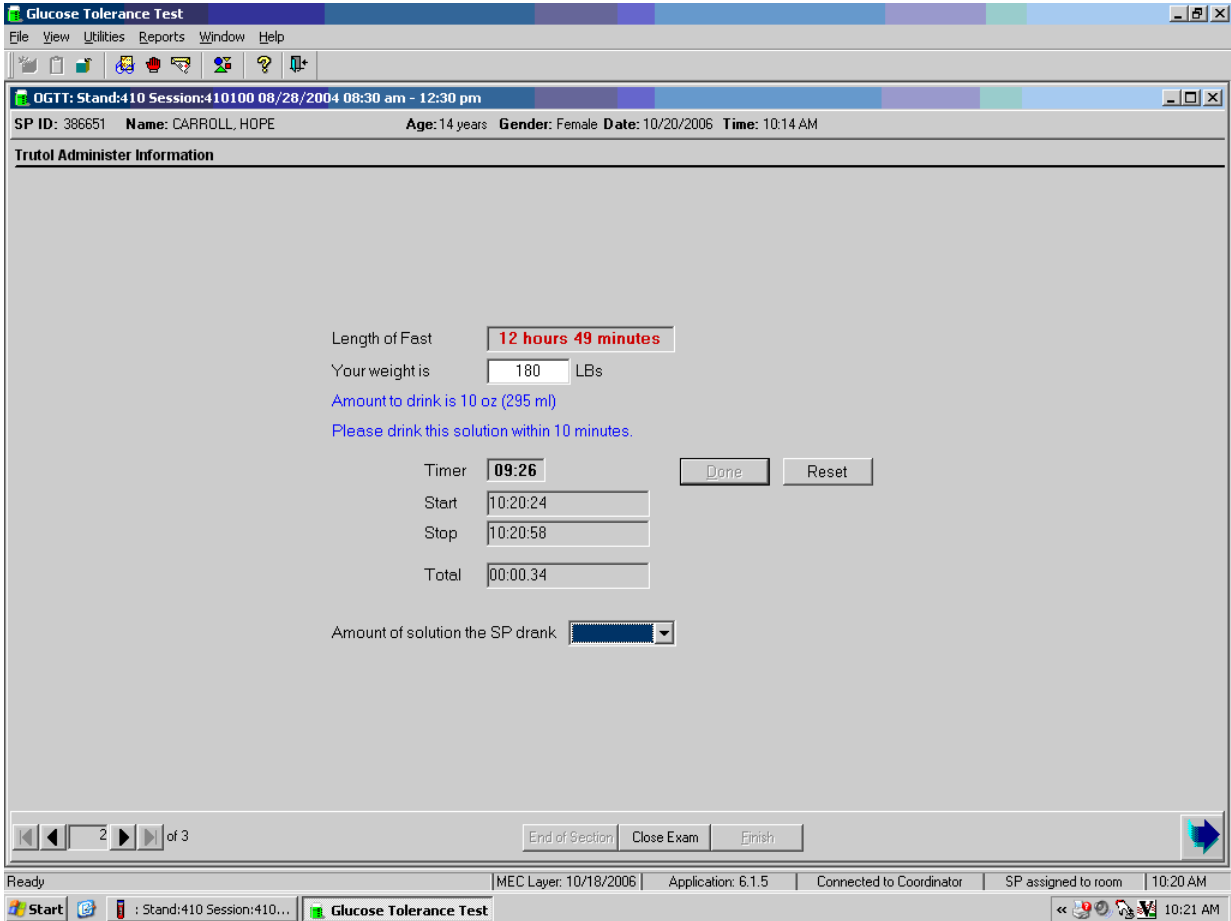 Glucose Tolerance Test
File View Utilities Reports Window Help
OGTT: Stand:410 Session:410100 08/28/2004 08:30 am - 12:30 pm
SP ID: 386651 Name: CARROLL, HOPE Age: 14 years Gender: Female Date: 10/20/2006 Time: 10:14 AM
Trutol Administer Information
Length of Fast 12 hours 49 minutes
Your weight is 180 LBs
Amount to drink is 10 oz (295 ml)
Please drink this solution within 10 minutes.
Timer 09:26 Done Reset
Start 10:20:24
Stop 10:20:58
Total 00:00.34
Amount of solution the SP drank
2 of 3 End of Section Close Exam Finish
Ready MEC Layer: 10/18/2006 Application: 6.1.5 Connected to Coordinator SP assigned to room 10:20 AM
Start : Stand:410 Session:410... Glucose Tolerance Test « 10:21 AM